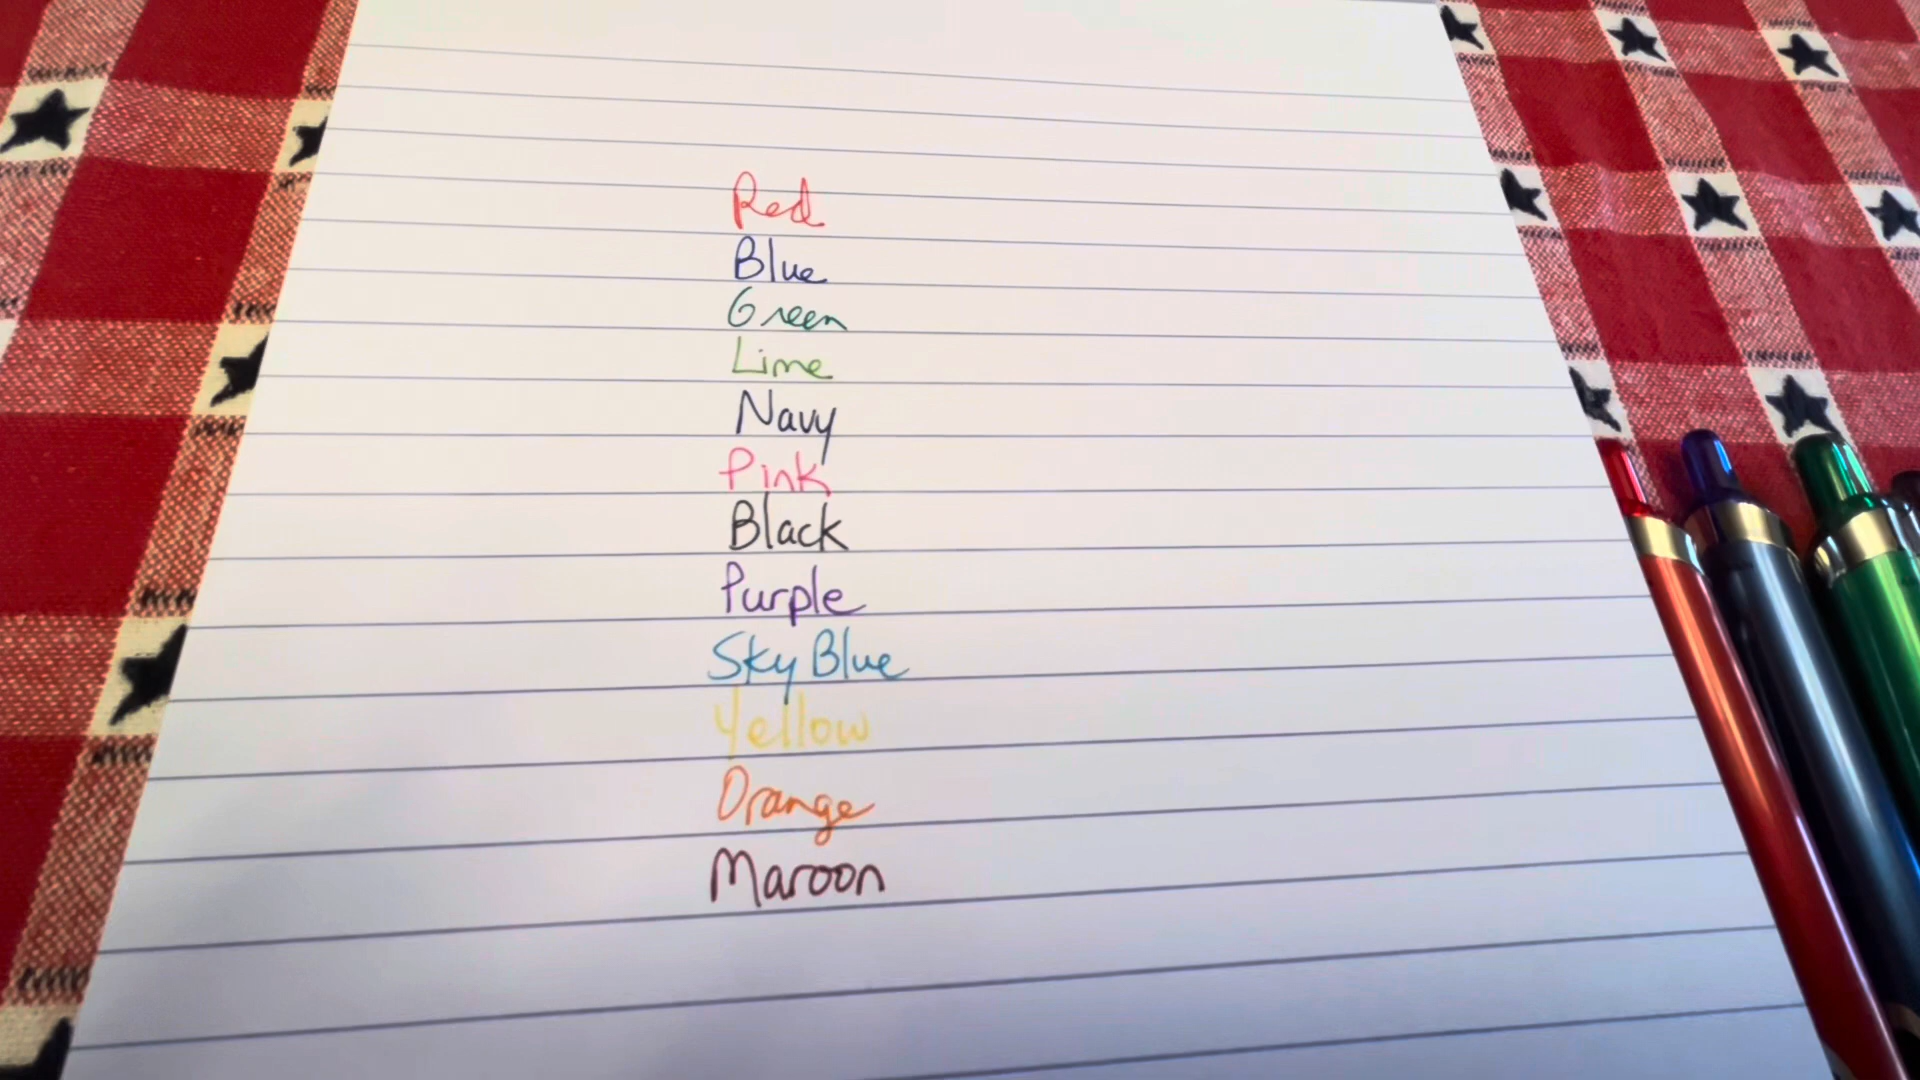 Red
Blue
Green
Lime
Navy
Pink
Black
Purple
Sky Blue
Yellow
Orange
Maroon